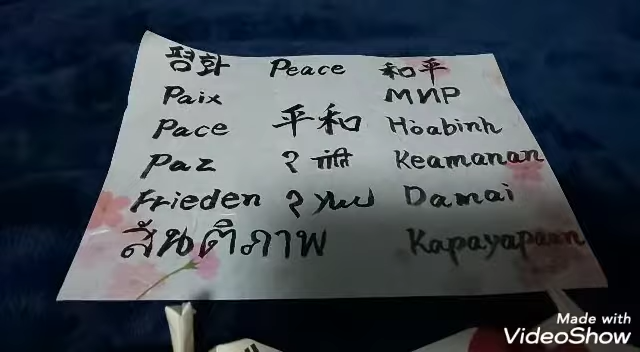 평화 Peace 和平
Paix МИР
Pace 平和 Hòabinh
Paz Keamanan
Frieden Damai
สันติภาพ Kapayapaan
Made with
VideoShow